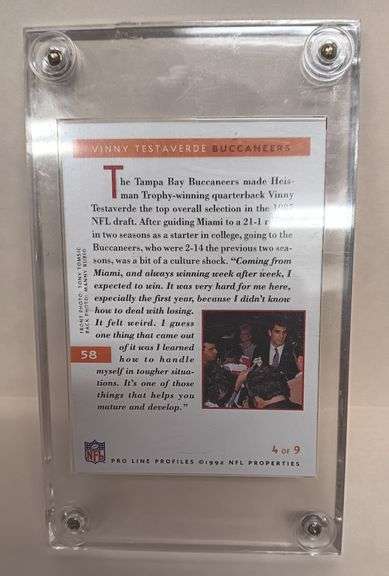 VINNY TESTAVERDE BUCCANEERS
The Tampa Bay Buccaneers made Heis-
man Trophy-winning quarterback Vinny
Testaverde the top overall selection in the 1987
NFL draft. After guiding Miami to a 21-1
in two seasons as a starter in college, going to the
Buccaneers, who were 2-14 the previous two sea-
sons, was a bit of a culture shock. "Coming from
Miami, and always winning week after week, I
expected to win. It was very hard for me here,
especially the first year, because I didn't know
how to deal with losing.
It felt weird. I guess
one thing that came out
of it was I learned
how to handle
myself in tougher situa-
tions. It's one of those
things that helps you
mature and develop."
FRONT PHOTO: TONY TOMSIC
BACK PHOTO: MANNY RUBIO
58
4 OF 9
NFL
PRO LINE PROFILES ©1992 NFL PROPERTIES